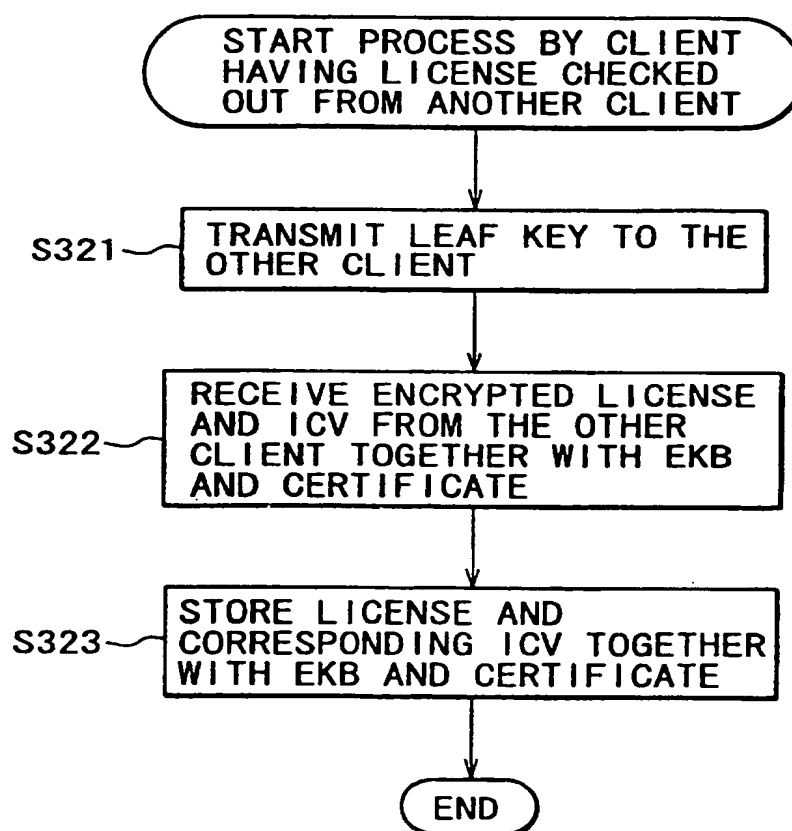 START PROCESS BY CLIENT
HAVING LICENSE CHECKED
OUT FROM ANOTHER CLIENT
S321
TRANSMIT LEAF KEY TO THE
OTHER CLIENT
S322
RECEIVE ENCRYPTED LICENSE
AND ICV FROM THE OTHER
CLIENT TOGETHER WITH EKB
AND CERTIFICATE
S323
STORE LICENSE AND
CORRESPONDING ICV TOGETHER
WITH EKB AND CERTIFICATE
END